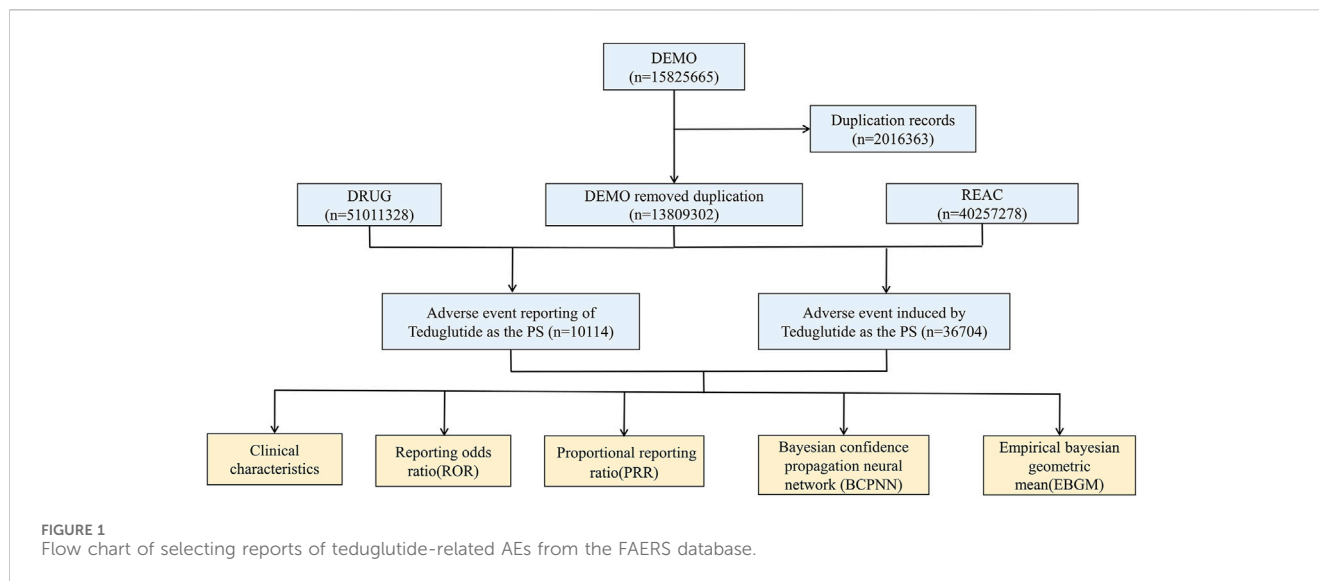 DEMO
(n=15825665)
Duplication records
(n=2016363)
DRUG
(n=51011328)
DEMO removed duplication
(n=13809302)
REAC
(n=40257278)
Adverse event reporting of
Teduglutide as the PS (n=10114)
Adverse event induced by
Teduglutide as the PS (n=36704)
Clinical
characteristics
Reporting odds
ratio(ROR)
Proportional reporting
ratio(PRR)
Bayesian confidence
propagation neural
network (BCPNN)
Empirical bayesian
geometric
mean(EBGM)
FIGURE 1
Flow chart of selecting reports of teduglutide-related AEs from the FAERS database.